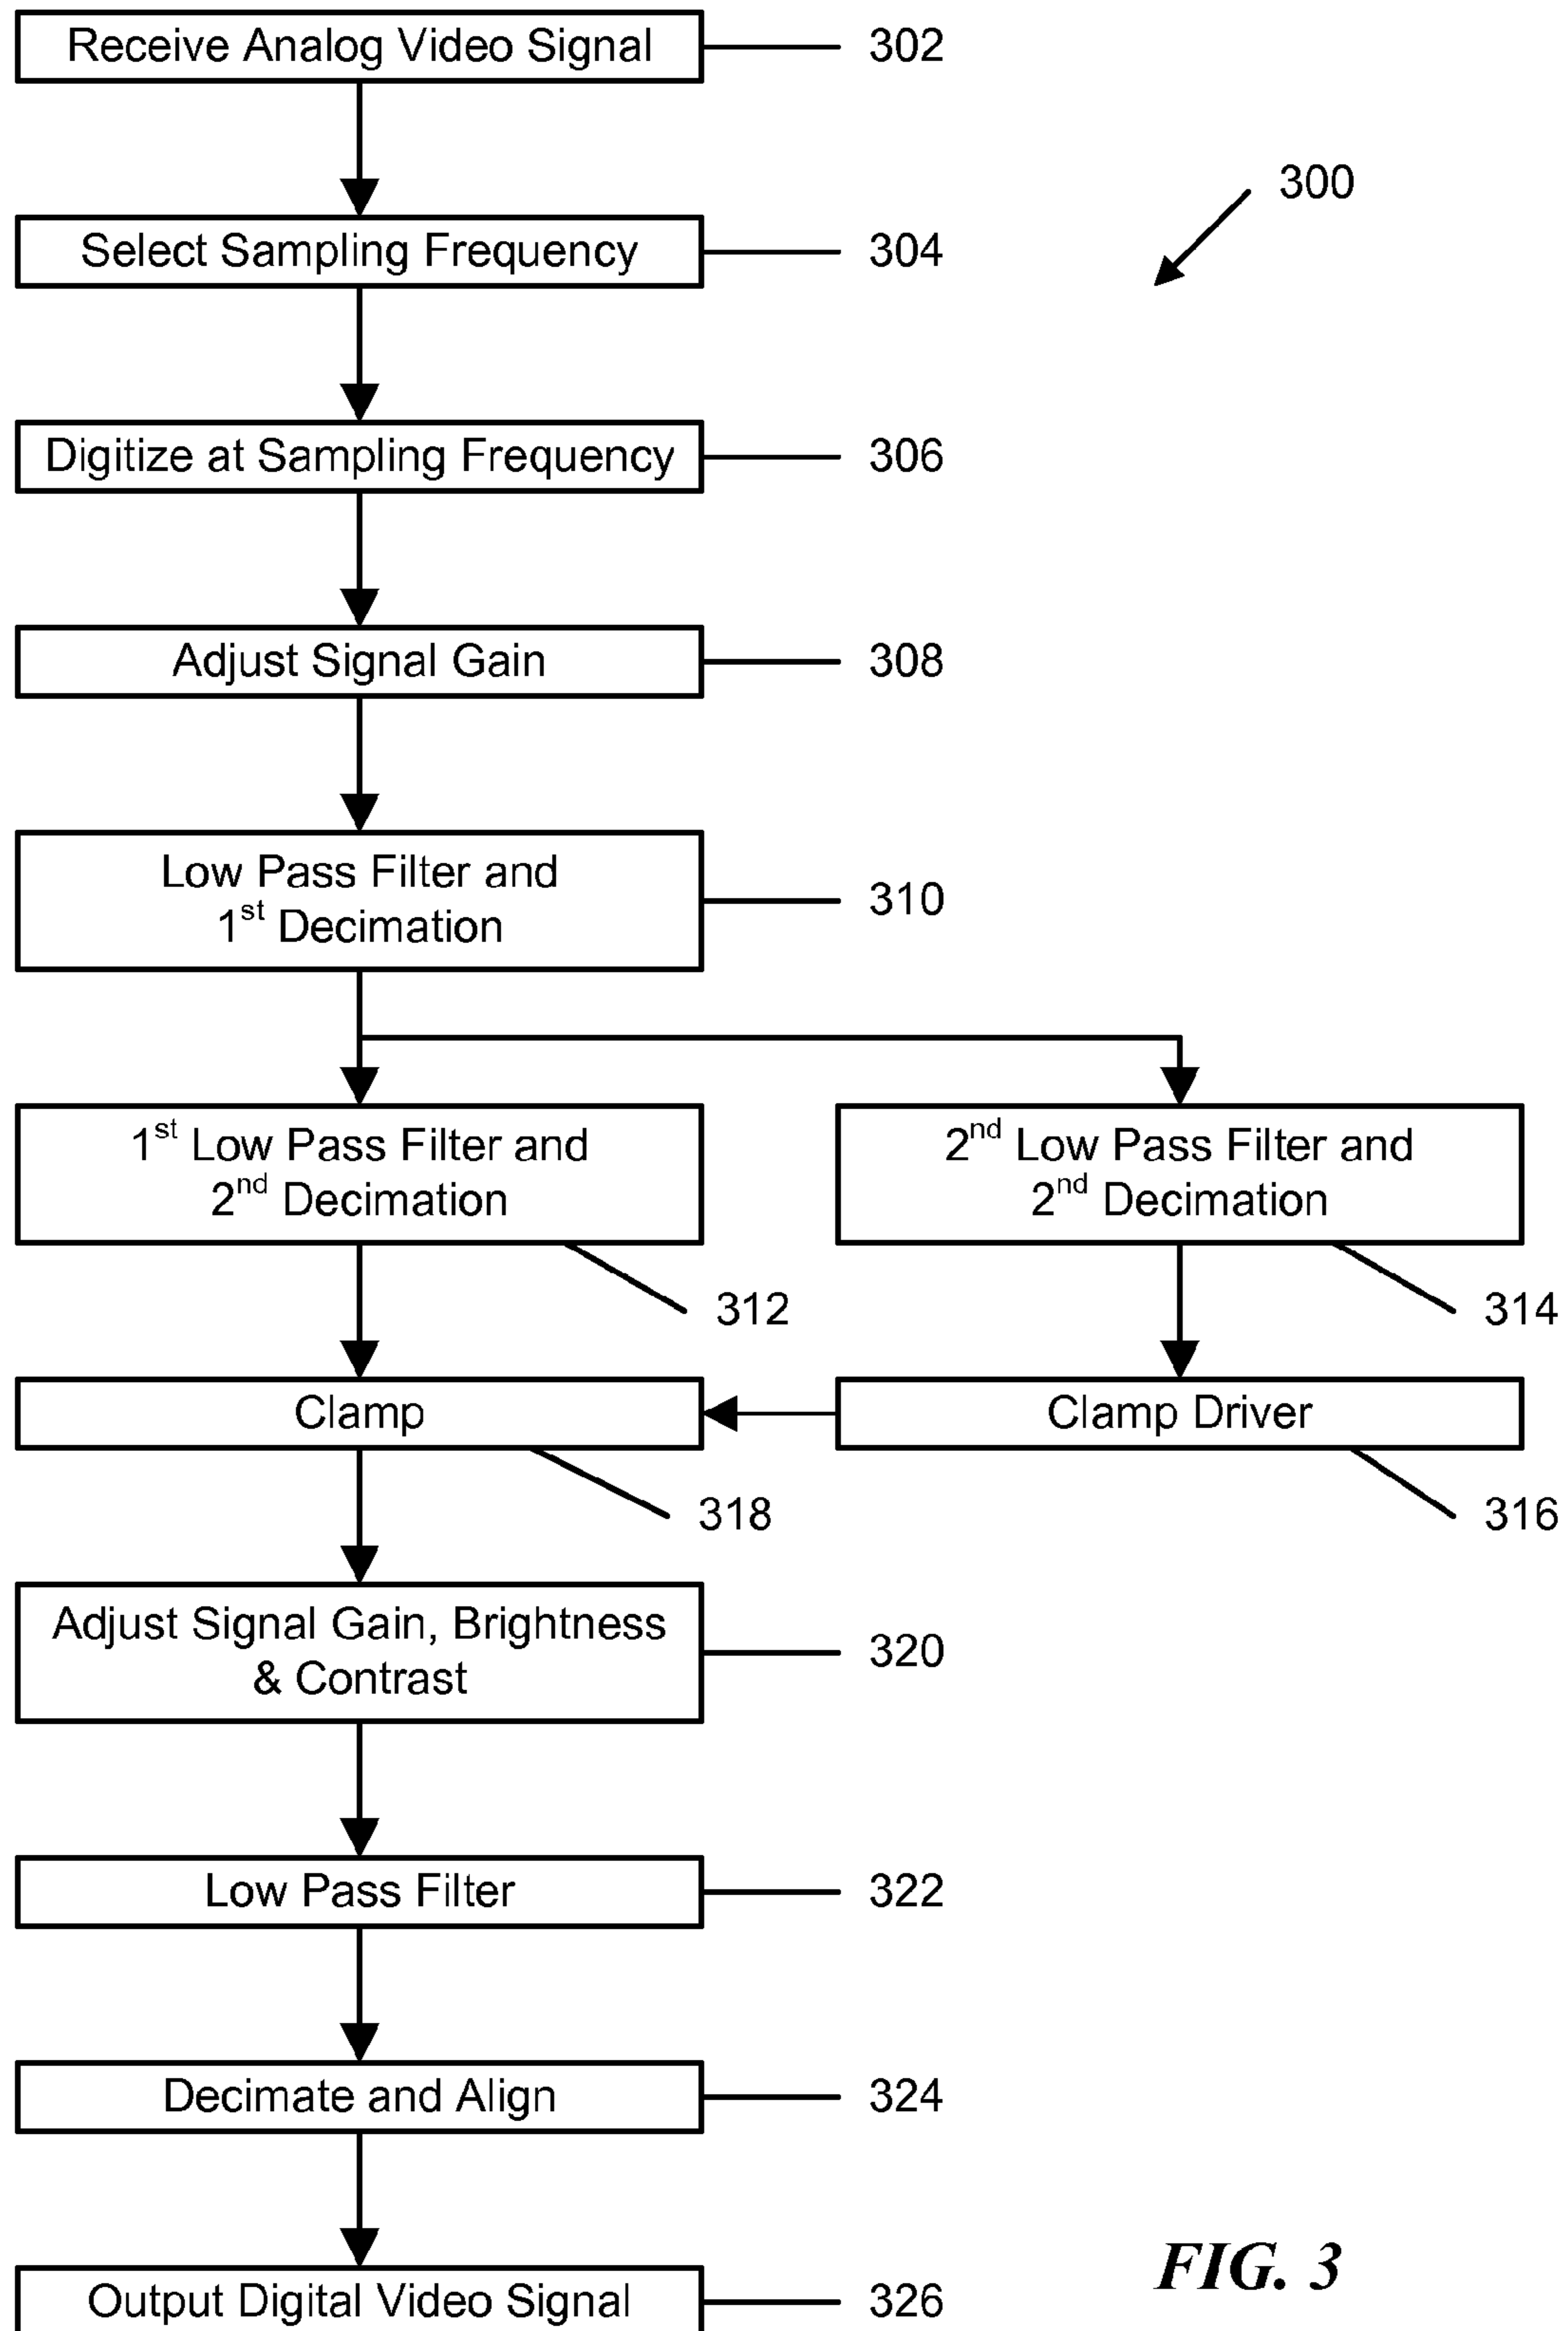 Receive Analog Video Signal 302
300
Select Sampling Frequency 304
Digitize at Sampling Frequency 306
Adjust Signal Gain 308
Low Pass Filter and
1st Decimation
310
1st Low Pass Filter and
2nd Decimation
312
2nd Low Pass Filter and
2nd Decimation
314
Clamp
318
Clamp Driver
316
Adjust Signal Gain, Brightness
& Contrast
320
Low Pass Filter 322
Decimate and Align 324
Output Digital Video Signal 326
FIG. 3